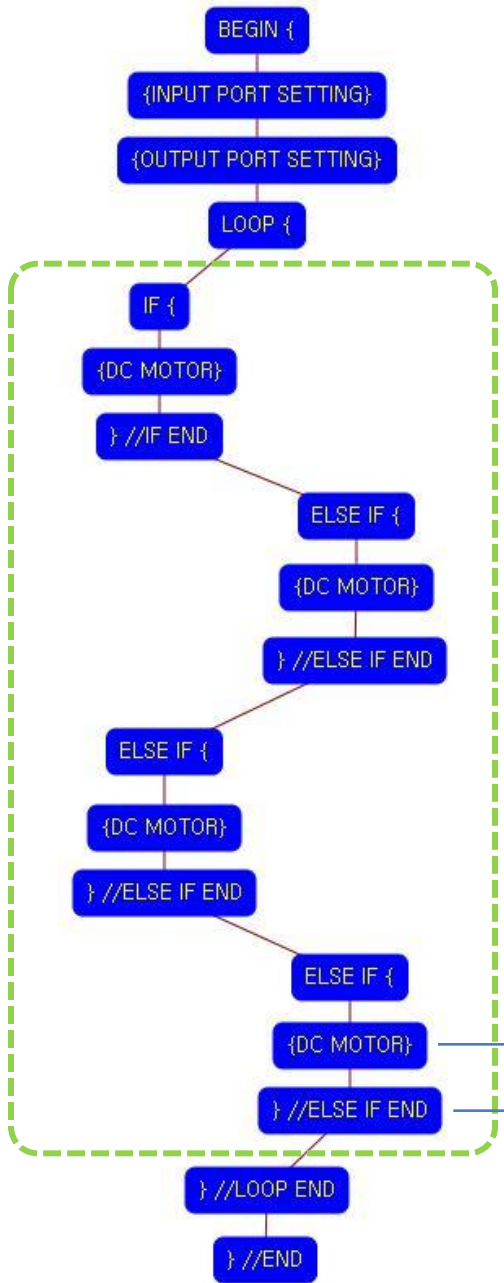 BEGIN {
{INPUT PORT SETTING}
{OUTPUT PORT SETTING}
LOOP {
IF {
{DC MOTOR}
} //IF END
ELSE IF {
{DC MOTOR}
} //ELSE IF END
ELSE IF {
{DC MOTOR}
} //ELSE IF END
ELSE IF {
{DC MOTOR}
} //ELSE IF END
} //LOOP END
} //END